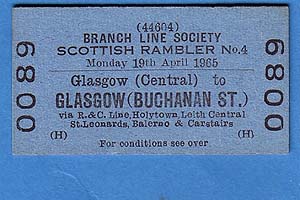 (44604)
BRANCH LINE SOCIETY
SCOTTISH RAMBLER No.4
Monday 19th April 1965
Glasgow (Central) to
GLASGOW (BUCHANAN ST.)
via R.& C. Line, Holytown, Leith Central
St. Leonards, Balerno & Carstairs
(H) (H)
For conditions see over
0089
0089